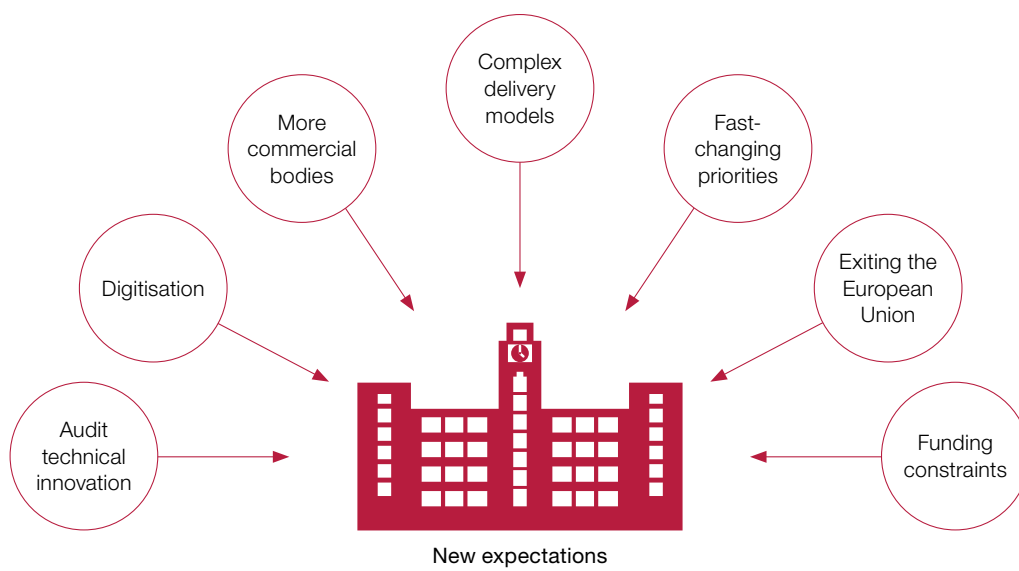 Complex
delivery
models
More
commercial
bodies
Fast-
changing
priorities
Digitisation
Exiting the
European
Union
Audit
technical
innovation
Funding
constraints
New expectations